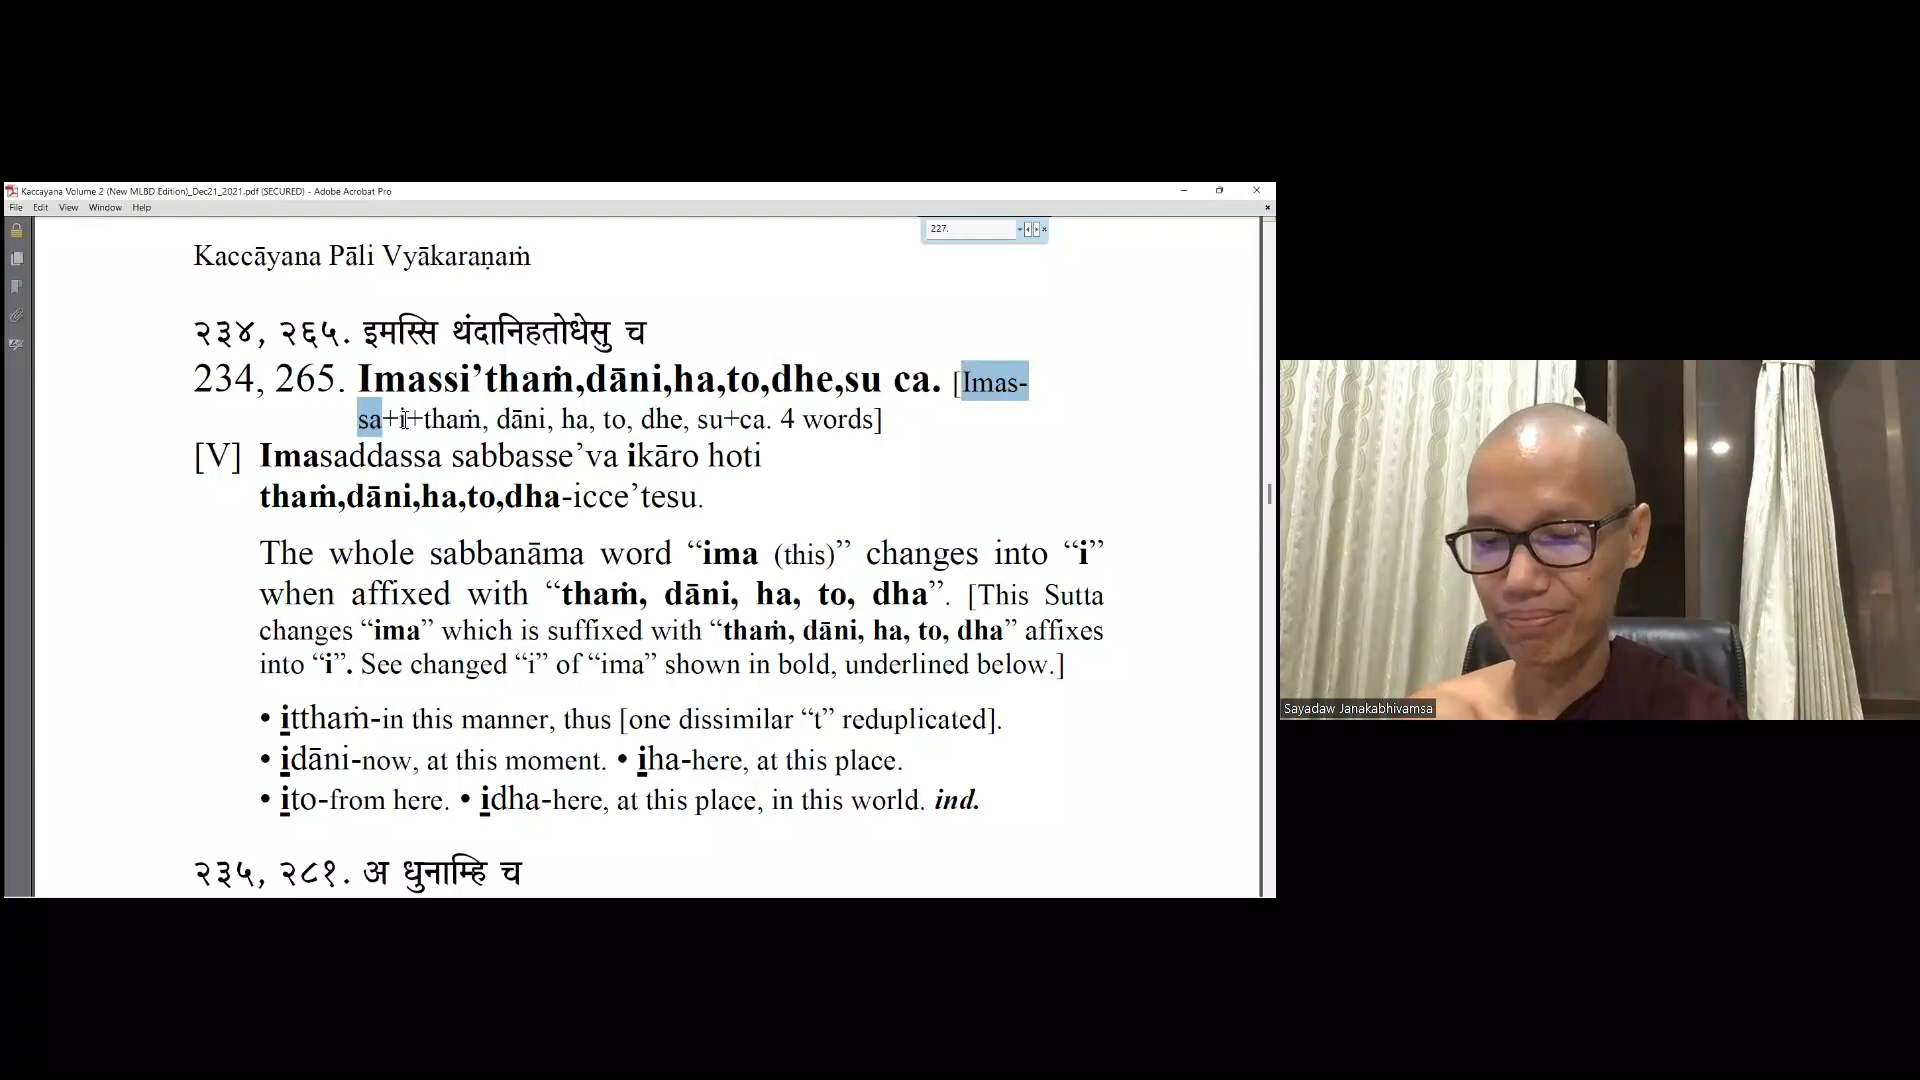 Kaccayana Volume 2 (New MLBD Edition)_Dec21_2021.pdf (SECURED) - Adobe Acrobat Pro
File Edit View Window Help
227.
Kaccāyana Pāli Vyākaraṇaṁ
२३४, २६५. इमस्सि थंदानिहतोधेसु च
234, 265. Imassi’thaṁ,dāni,ha,to,dhe,su ca. [Imas-
sa+i+thaṁ, dāni, ha, to, dhe, su+ca. 4 words]
[V] Imasaddassa sabbasse’va ikāro hoti
thaṁ,dāni,ha,to,dha-icce’tesu.
The whole sabbanāma word “ima (this)” changes into “i”
when affixed with “thaṁ, dāni, ha, to, dha”. [This Sutta
changes “ima” which is suffixed with “thaṁ, dāni, ha, to, dha” affixes
into “i”. See changed “i” of “ima” shown in bold, underlined below.]
• itthaṁ-in this manner, thus [one dissimilar “t” reduplicated].
• idāni-now, at this moment. • iha-here, at this place.
• ito-from here. • idha-here, at this place, in this world. ind.
२३५, २८१. अ धुनाम्हि च
Sayadaw Janakabhivamsa